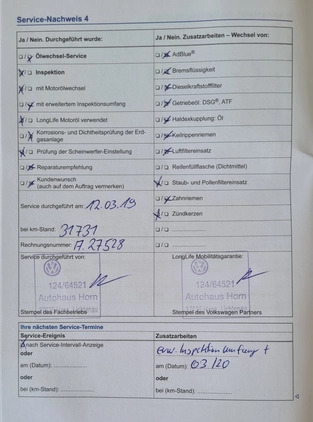 Service-Nachweis 4
Ja / Nein. Durchgeführt wurde:
Ölwechsel-Service
Inspektion
mit Motorölwechsel
mit erweitertem Inspektionsumfang
LongLife Motoröl verwendet
Korrosions- und Dichtheitsprüfung der Erdgasanlage
Prüfung der Scheinwerfer-Einstellung
Reparaturempfehlung
Kundenwunsch
(auch auf dem Auftrag vermerken)
Service durchgeführt am 12.03.19
bei km-Stand: 31731
Rechnungsnummer: 27528
Service durchgeführt von:
124/64521
Autohaus Horn
Stempel des Fachbetriebs
Ja / Nein. Zusatzarbeiten – Wechsel von:
AdBlue®
Bremsflüssigkeit
Dieselkraftstofffilter
Getriebeöl: DSG®, ATF
Haldexkupplung: Öl
Keilrippenriemen
Luftfiltereinsatz
Reifenfüllflasche (Dichtmittel)
Staub- und Pollenfiltereinsatz
Zahnriemen
Zündkerzen
LongLife Mobilitätsgarantie:
124/64521
Autohaus Horn
Stempel des Volkswagen Partners
Ihre nächsten Service-Termine
Service-Ereignis
nach Service-Intervall-Anzeige
oder
am (Datum):
oder
bei (km-Stand):
Zusatzarbeiten
erw. Inspektion Umfang +
am (Datum): 03/20
oder
bei (km-Stand):